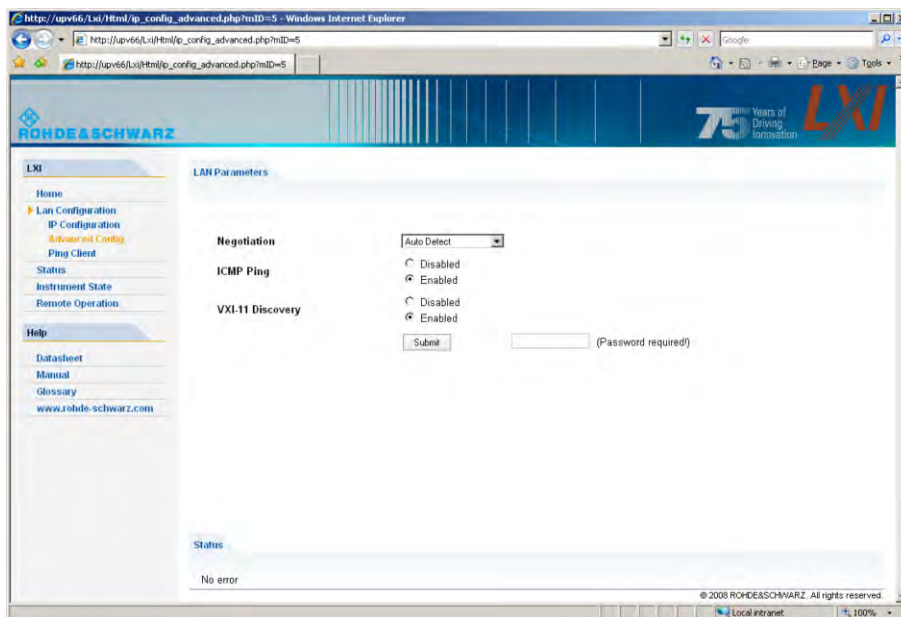 http://upv66/Lxi/Html/ip_config_advanced.php?mID=5 - Windows Internet Explorer
http://upv66/Lxi/Html/ip_config_advanced.php?mID=5
Google
http://upv66/Lxi/Html/ip_config_advanced.php?mID=5
Page
Tools
ROHDE&SCHWARZ
75 Years of
Driving
Innovation
LXI
LXI
Home
Lan Configuration
IP Configuration
Advanced Config
Ping Client
Status
Instrument State
Remote Operation
Help
Datasheet
Manual
Glossary
www.rohde-schwarz.com
LAN Parameters
Negotiation
Auto Detect
ICMP Ping
Disabled
Enabled
VXI-11 Discovery
Disabled
Enabled
Submit
(Password required!)
Status
No error
© 2008 ROHDE&SCHWARZ. All rights reserved.
Local intranet
100%